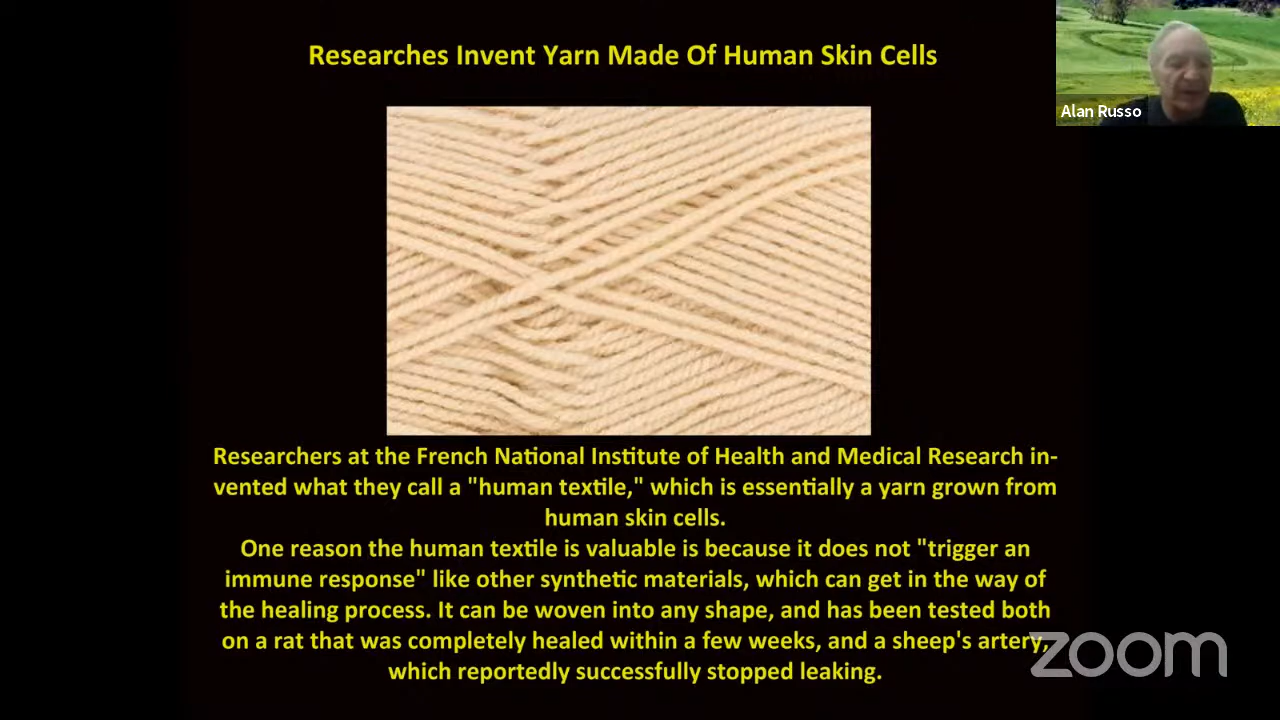 Researches Invent Yarn Made Of Human Skin Cells
Alan Russo
Researchers at the French National Institute of Health and Medical Research in-
vented what they call a "human textile," which is essentially a yarn grown from
human skin cells.
One reason the human textile is valuable is because it does not "trigger an
immune response" like other synthetic materials, which can get in the way of
the healing process. It can be woven into any shape, and has been tested both
on a rat that was completely healed within a few weeks, and a sheep's artery,
which reportedly successfully stopped leaking.
zoom